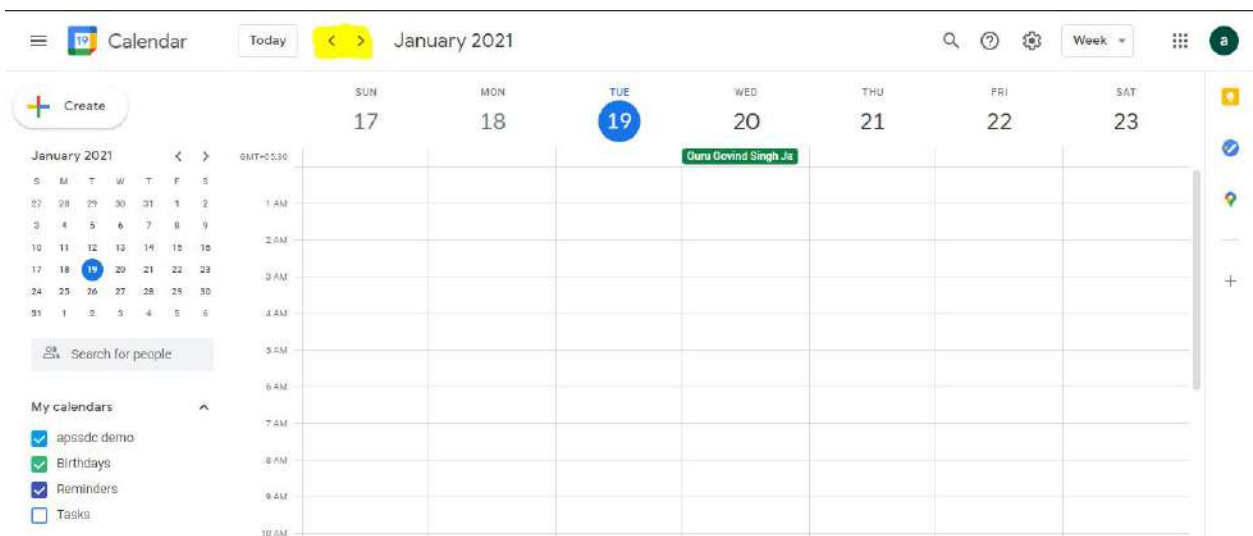 19 Calendar Today < > January 2021 Week a
Create
SUN MON TUE WED THU FRI SAT
17 18 19 20 21 22 23
January 2021 < >
GMT+05:30 Guru Govind Singh Ja
S M T W T F S
27 28 29 30 31 1 2
1 AM
3 4 5 6 7 8 9
10 11 12 13 14 15 16
2 AM
17 18 19 20 21 22 23
3 AM
24 25 26 27 28 29 30
31 1 2 3 4 5 6
4 AM
Search for people
5 AM
6 AM
My calendars
7 AM
apssdc demo
Birthdays
8 AM
Reminders
9 AM
Tasks
10 AM